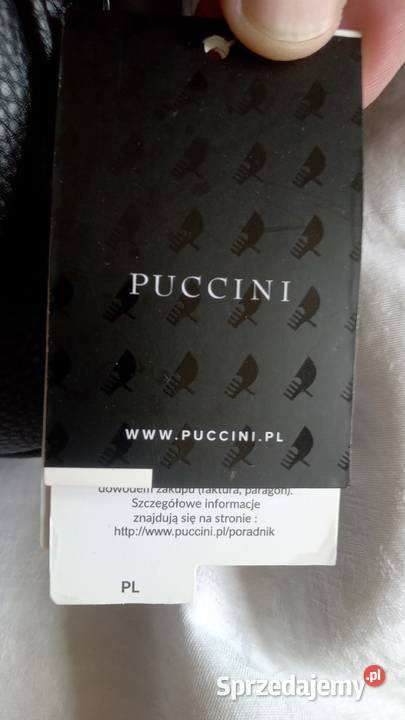 PUCCINI
WWW.PUCCINI.PL
dowodem zakupu (faktura, paragon).
Szczegółowe informacje
znajdują się na stronie :
http://www.puccini.pl/poradnik
PL
Sprzedajemy.pl